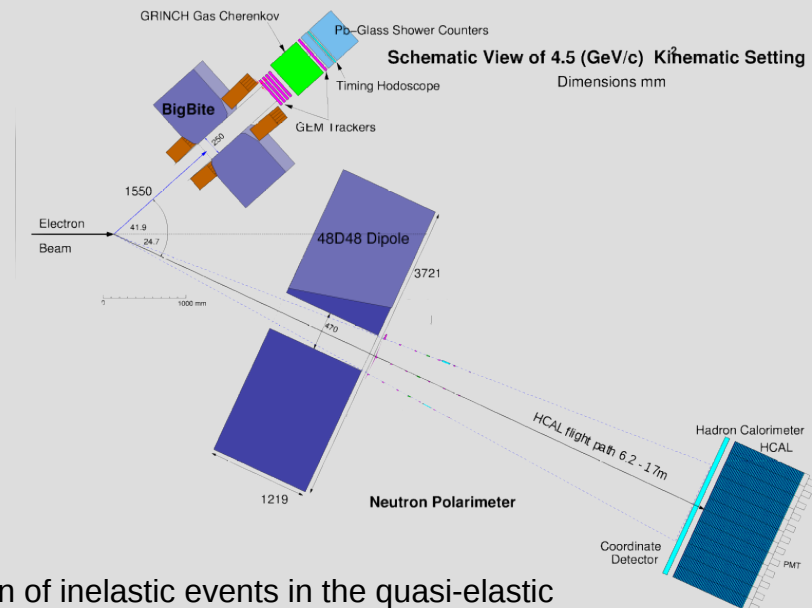 GRINCH Gas Cherenkov
Pb-Glass Shower Counters
Schematic View of 4.5 (GeV/c)² Kinematic Setting
Dimensions mm
Timing Hodoscope
BigBite
GEM Trackers
250
1550
Electron
Beam
41.9
24.7
48D48 Dipole
3721
0
1000 mm
470
HCAL flight path 6.2 - 17m
Hadron Calorimeter
HCAL
1219
Neutron Polarimeter
Coordinate
Detector
PMT
n of inelastic events in the quasi-elastic